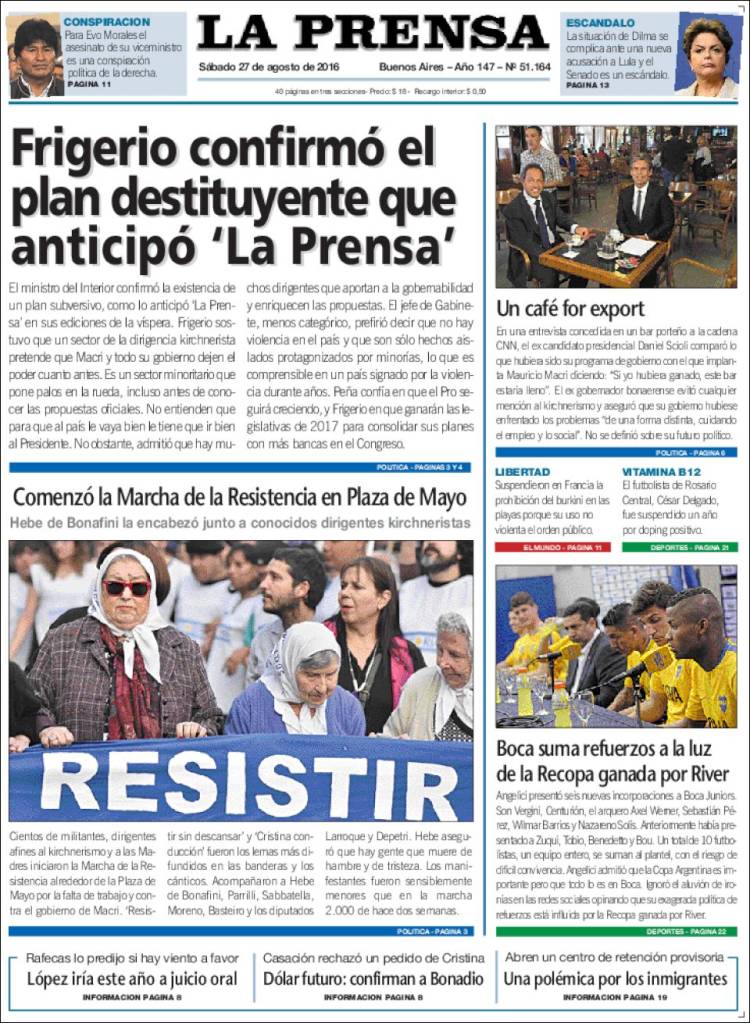 CONSPIRACION
Para Evo Morales el
asesinato de su viceministro
es una conspiración
política de la derecha.
PAGINA 11
LA PRENSA
Sábado 27 de agosto de 2016
Buenos Aires – Año 147 – Nº 51.164
40 páginas en tres secciones- Precio: $ 18 - Recargo interior: $ 0,50
ESCANDALO
La situación de Dilma se
complica ante una nueva
acusación a Lula y el
Senado es un escándalo.
PAGINA 13
Frigerio confirmó el
plan destituyente que
anticipó ‘La Prensa’
El ministro del Interior confirmó la existencia de
un plan subversivo, como lo anticipó ‘La Pren-
sa’ en sus ediciones de la víspera. Frigerio sos-
tuvo que un sector de la dirigencia kirchnerista
pretende que Macri y todo su gobierno dejen el
poder cuanto antes. Es un sector minoritario que
pone palos en la rueda, incluso antes de cono-
cer las propuestas oficiales. No entienden que
para que al país le vaya bien le tiene que ir bien
al Presidente. No obstante, admitió que hay mu-
chos dirigentes que aportan a la gobernabilidad
y enriquecen las propuestas. El jefe de Gabine-
te, menos categórico, prefirió decir que no hay
violencia en el país y que son sólo hechos ais-
lados protagonizados por minorías, lo que es
comprensible en un país signado por la violen-
cia durante años. Peña confía en que el Pro se-
guirá creciendo, y Frigerio en que ganarán las le-
gislativas de 2017 para consolidar sus planes
con más bancas en el Congreso.
POLITICA - PAGINAS 3 Y 4
Un café for export
En una entrevista concedida en un bar porteño a la cadena
CNN, el ex candidato presidencial Daniel Scioli comparó lo
que hubiera sido su programa de gobierno con el que implan-
ta Mauricio Macri diciendo: “Si yo hubiera ganado, este bar
estaría lleno”. El ex gobernador bonaerense evitó cualquier
mención al kirchnerismo y aseguró que su gobierno hubiese
enfrentado los problemas “de una forma distinta, cuidando
el empleo y lo social”. No se definió sobre su futuro político.
POLITICA - PAGINA 6
LIBERTAD
Suspendieron en Francia la
prohibición del burkini en las
playas porque su uso no
violenta el orden público.
EL MUNDO - PAGINA 11
VITAMINA B12
El futbolista de Rosario
Central, César Delgado,
fue suspendido un año
por doping positivo.
DEPORTES - PAGINA 21
Comenzó la Marcha de la Resistencia en Plaza de Mayo
Hebe de Bonafini la encabezó junto a conocidos dirigentes kirchneristas
RESISTIR
Cientos de militantes, dirigentes
afines al kirchnerismo y a las Ma-
dres iniciaron la Marcha de la Re-
sistencia alrededor de la Plaza de
Mayo por la falta de trabajo y contra
el gobierno de Macri. ‘Resis-
tir sin descansar’ y ‘Cristina con-
ducción’ fueron los lemas más di-
fundidos en las banderas y los
cánticos. Acompañaron a Hebe
de Bonafini, Parrilli, Sabbatella,
Moreno, Basteiro y los diputados
Larroque y Depetri. Hebe asegu-
ró que hay gente que muere de
hambre y de tristeza. Los mani-
festantes fueron sensiblemente
menores que en la marcha
2.000 de hace dos semanas.
POLITICA - PAGINA 3
Boca suma refuerzos a la luz
de la Recopa ganada por River
Angelici presentó seis nuevas incorporaciones a Boca Juniors.
Son Vergini, Centurión, el arquero Axel Werner, Sebastián Pé-
rez, Wilmar Barrios y Nazareno Solís. Anteriormente había pre-
sentado a Zuqui, Tobio, Benedetto y Bou. Un total de 10 futbo-
listas, un equipo entero, se suman al plantel, con el riesgo de
difícil convivencia. Angelici admitió que la Copa Argentina es im-
portante pero que todo lo es en Boca. Ignoró el aluvión de iro-
nías en las redes sociales opinando que su exagerada política de
refuerzos está influida por la Recopa ganada por River.
DEPORTES - PAGINA 22
Rafecas lo predijo si hay viento a favor
López iría este año a juicio oral
INFORMACION PAGINA 8
Casación rechazó un pedido de Cristina
Dólar futuro: confirman a Bonadio
INFORMACION PAGINA 8
Abren un centro de retención provisoria
Una polémica por los inmigrantes
INFORMACION PAGINA 19